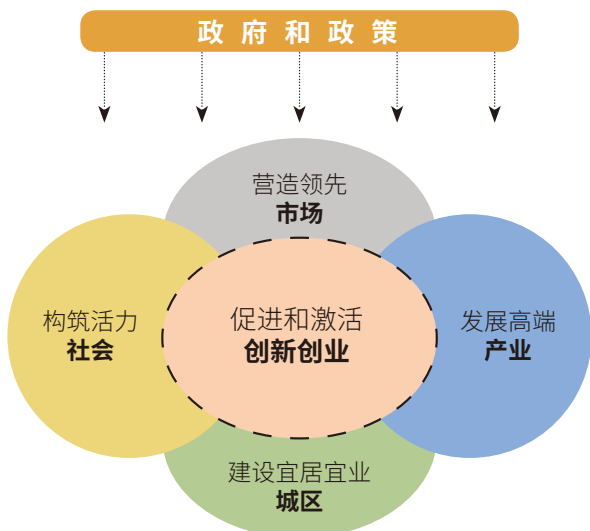 政府和政策
营造领先
市场
构筑活力
社会
促进和激活
创新创业
发展高端
产业
建设宜居宜业
城区